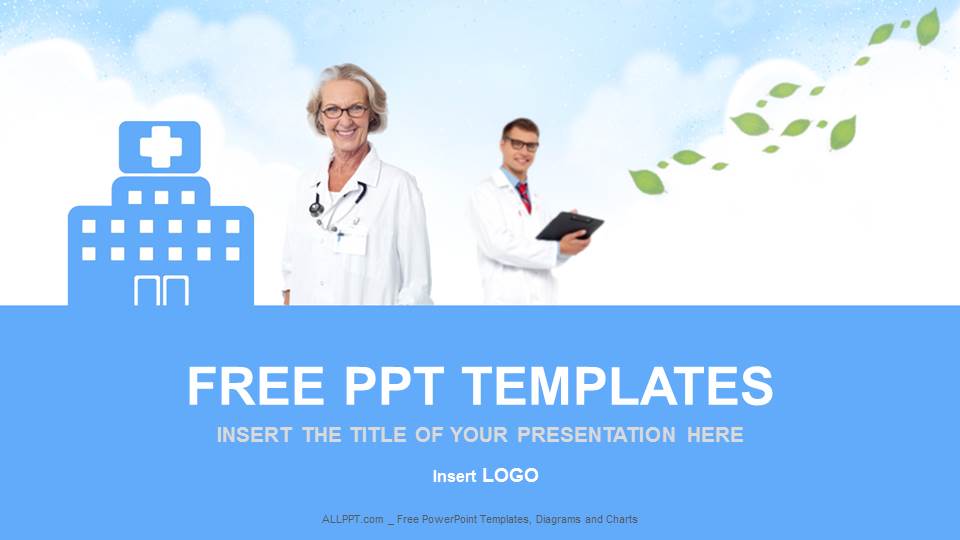 FREE PPT TEMPLATES
INSERT THE TITLE OF YOUR PRESENTATION HERE
Insert LOGO
ALLPPT.com _ Free PowerPoint Templates, Diagrams and Charts